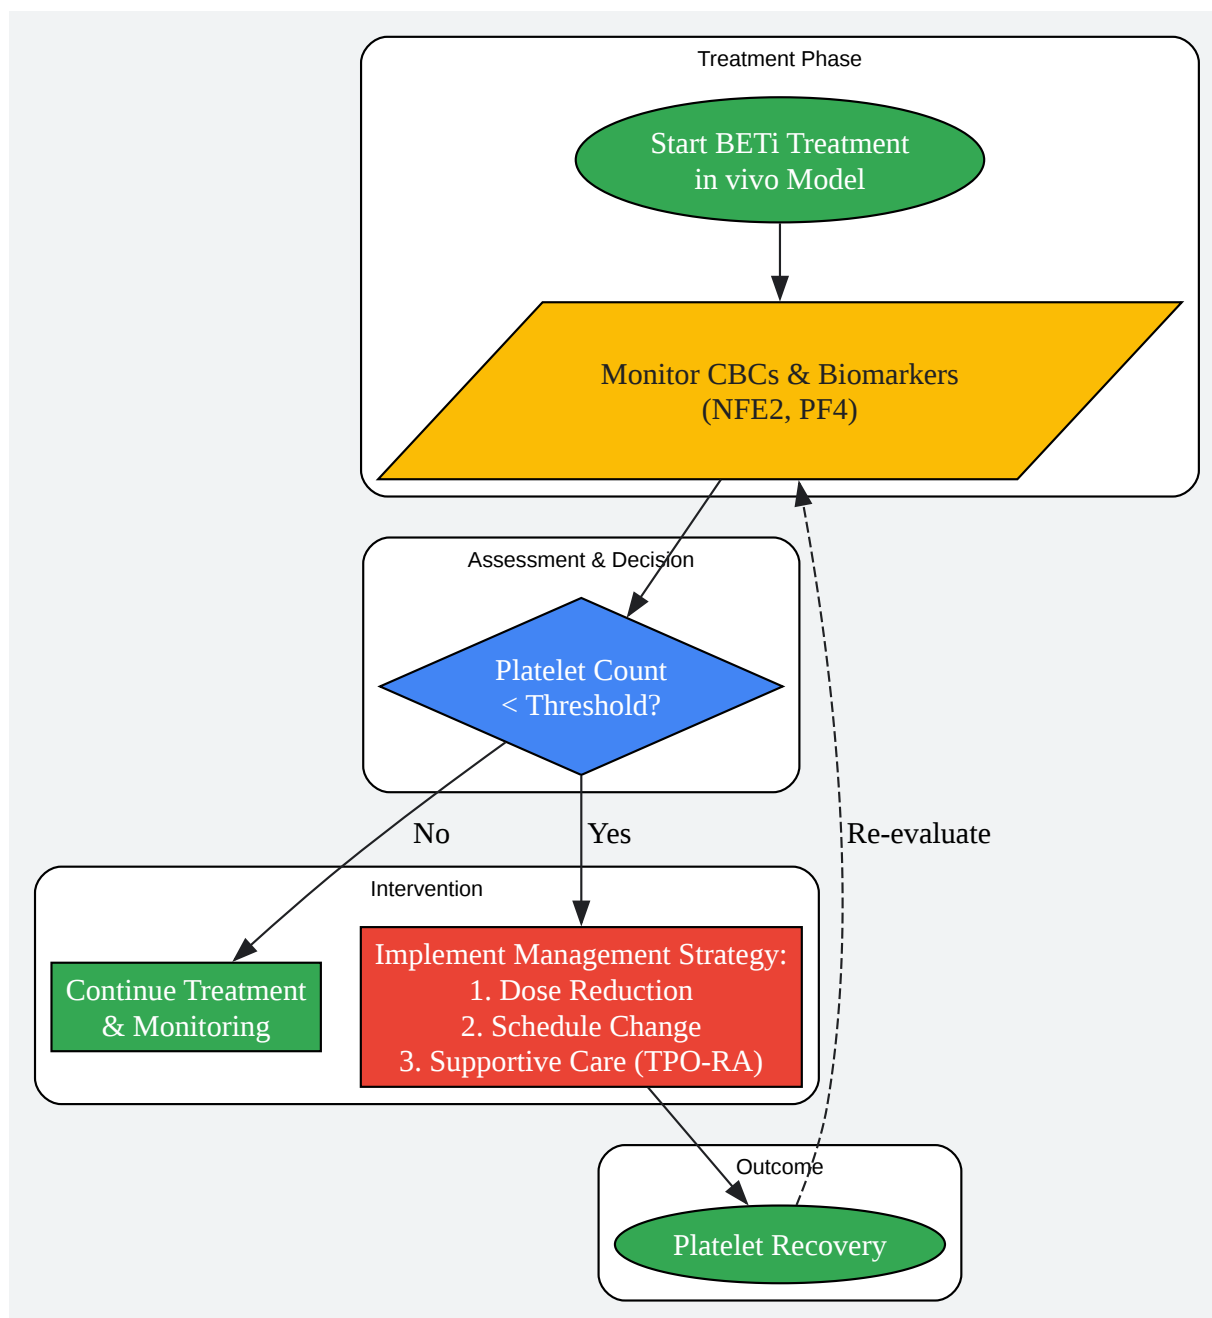 Treatment Phase
Start BETi Treatment
in vivo Model
Monitor CBCs & Biomarkers
(NFE2, PF4)
Assessment & Decision
Platelet Count
< Threshold?
No
Yes
Re-evaluate
Intervention
Continue Treatment
& Monitoring
Implement Management Strategy:
1. Dose Reduction
2. Schedule Change
3. Supportive Care (TPO-RA)
Outcome
Platelet Recovery